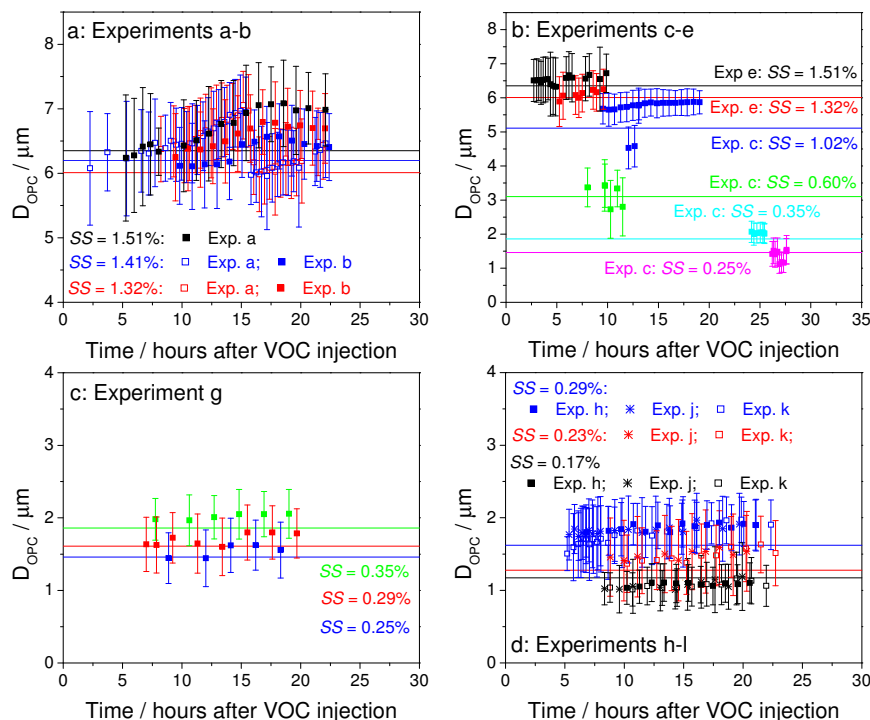 a: Experiments a-b
8
7
6
5
4
D_OPC / µm
SS = 1.51%: Exp. a
SS = 1.41%: Exp. a; Exp. b
SS = 1.32%: Exp. a; Exp. b
0 5 10 15 20 25 30
Time / hours after VOC injection
b: Experiments c-e
8
7
6
5
4
3
2
1
0
D_OPC / µm
Exp e: SS = 1.51%
Exp. e: SS = 1.32%
Exp. c: SS = 1.02%
Exp. c: SS = 0.60%
Exp. c: SS = 0.35%
Exp. c: SS = 0.25%
0 5 10 15 20 25 30 35
Time / hours after VOC injection
c: Experiment g
4
3
2
1
0
D_OPC / µm
SS = 0.35%
SS = 0.29%
SS = 0.25%
0 5 10 15 20 25 30
Time / hours after VOC injection
4
3
2
1
0
D_OPC / µm
SS = 0.29%:
Exp. h; Exp. j; Exp. k
SS = 0.23%: Exp. j; Exp. k;
SS = 0.17%
Exp. h; Exp. j; Exp. k
d: Experiments h-l
0 5 10 15 20 25 30
Time / hours after VOC injection